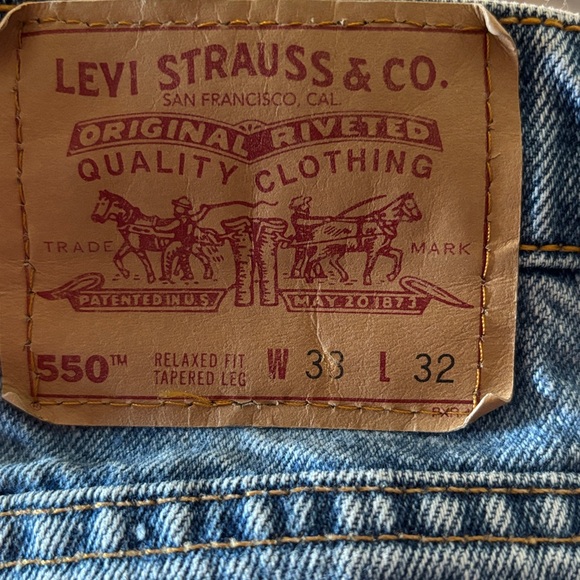 LEVI STRAUSS & CO.
SAN FRANCISCO, CAL.
ORIGINAL RIVETED
QUALITY CLOTHING
TRADE MARK
PATENTED IN U.S. MAY 20 1873
550™ RELAXED FIT W 33 L 32
TAPERED LEG